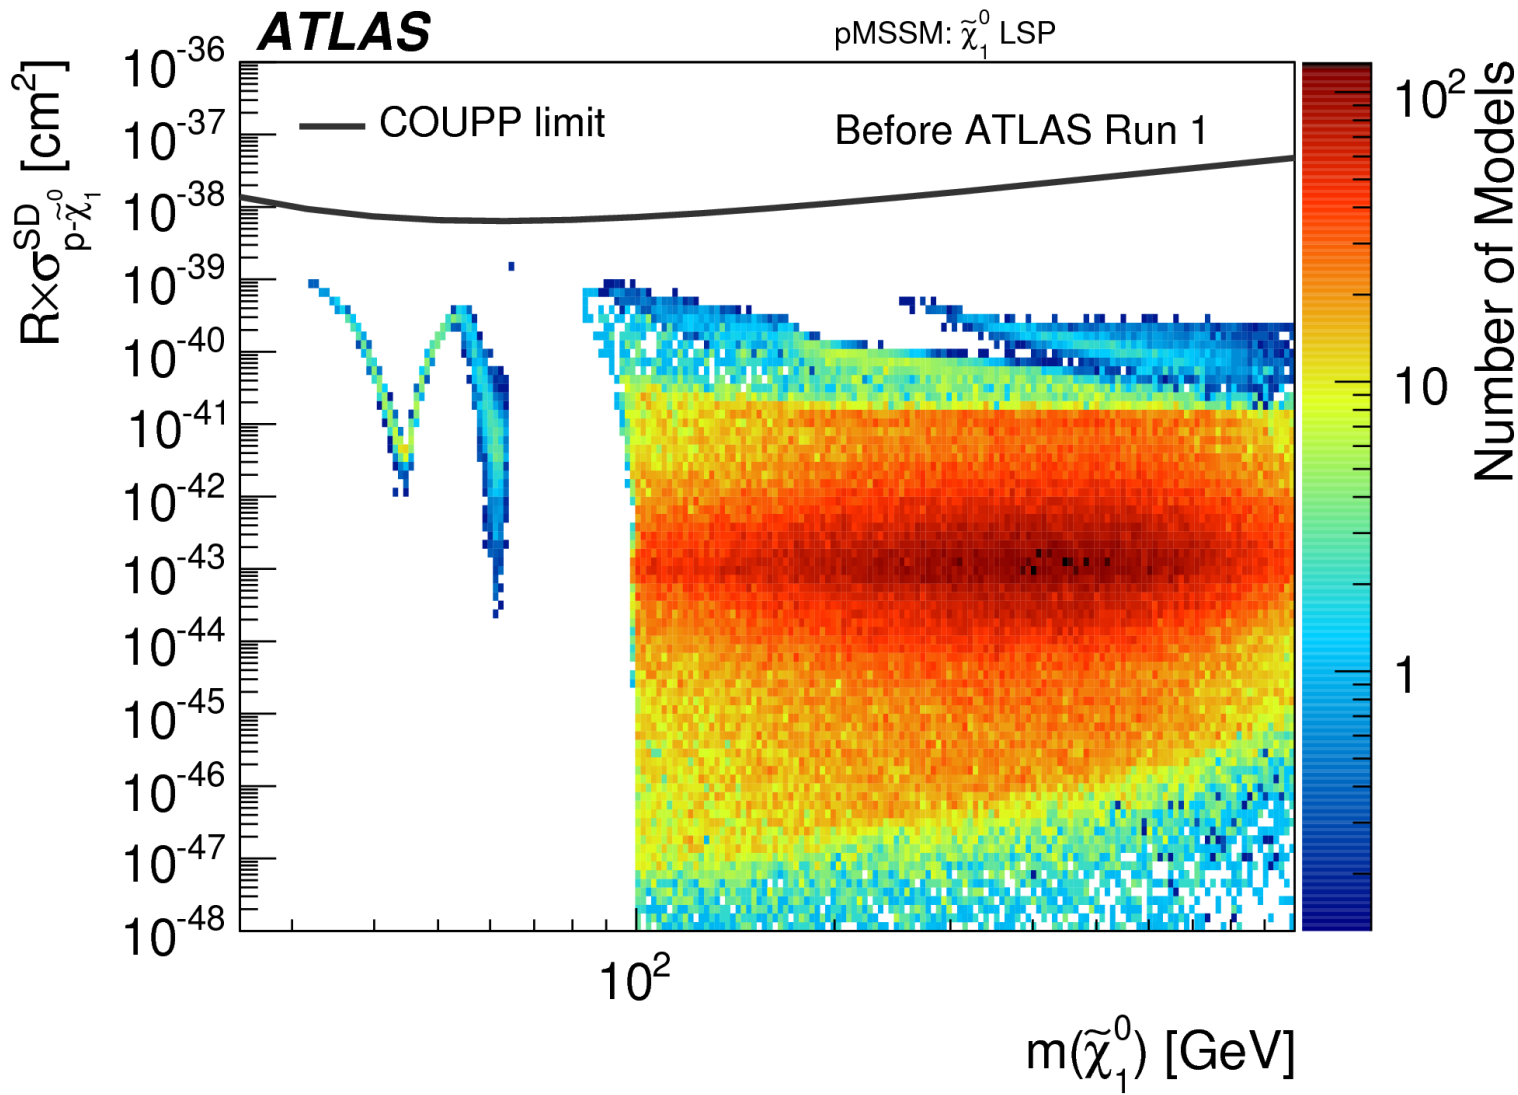 ATLAS
pMSSM: χ̃₁⁰ LSP
COUPP limit
Before ATLAS Run 1
R×σ^SD_p-χ̃₁⁰ [cm²]
10⁻³⁶
10⁻³⁷
10⁻³⁸
10⁻³⁹
10⁻⁴⁰
10⁻⁴¹
10⁻⁴²
10⁻⁴³
10⁻⁴⁴
10⁻⁴⁵
10⁻⁴⁶
10⁻⁴⁷
10⁻⁴⁸
10²
m(χ̃₁⁰) [GeV]
10²
10
1
Number of Models